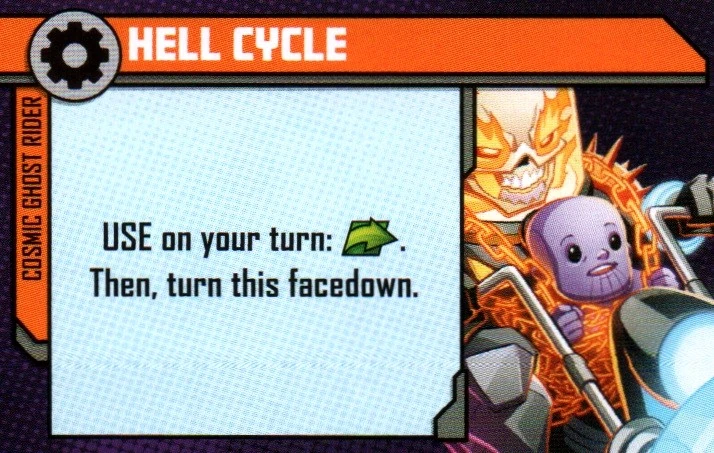 HELL CYCLE
COSMIC GHOST RIDER
USE on your turn: .
Then, turn this facedown.